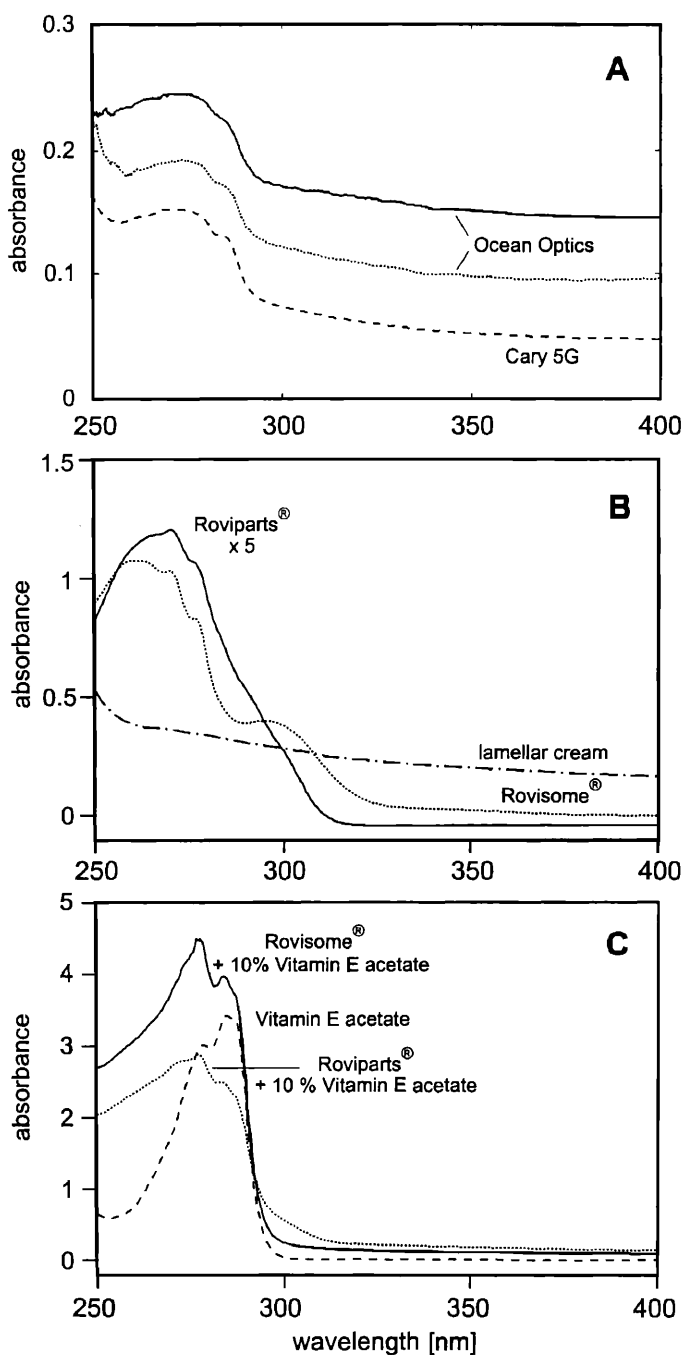 0.3
A
0.2
absorbance
Ocean Optics
0.1
Cary 5G
0
250
300
350
400
1.5
B
Roviparts®
x 5
1
absorbance
0.5
lamellar cream
Rovisome®
0
250
300
350
400
5
C
Rovisome®
+ 10% Vitamin E acetate
4
Vitamin E acetate
3
Roviparts®
+ 10 % Vitamin E acetate
absorbance
2
1
0
250
300
350
400
wavelength [nm]